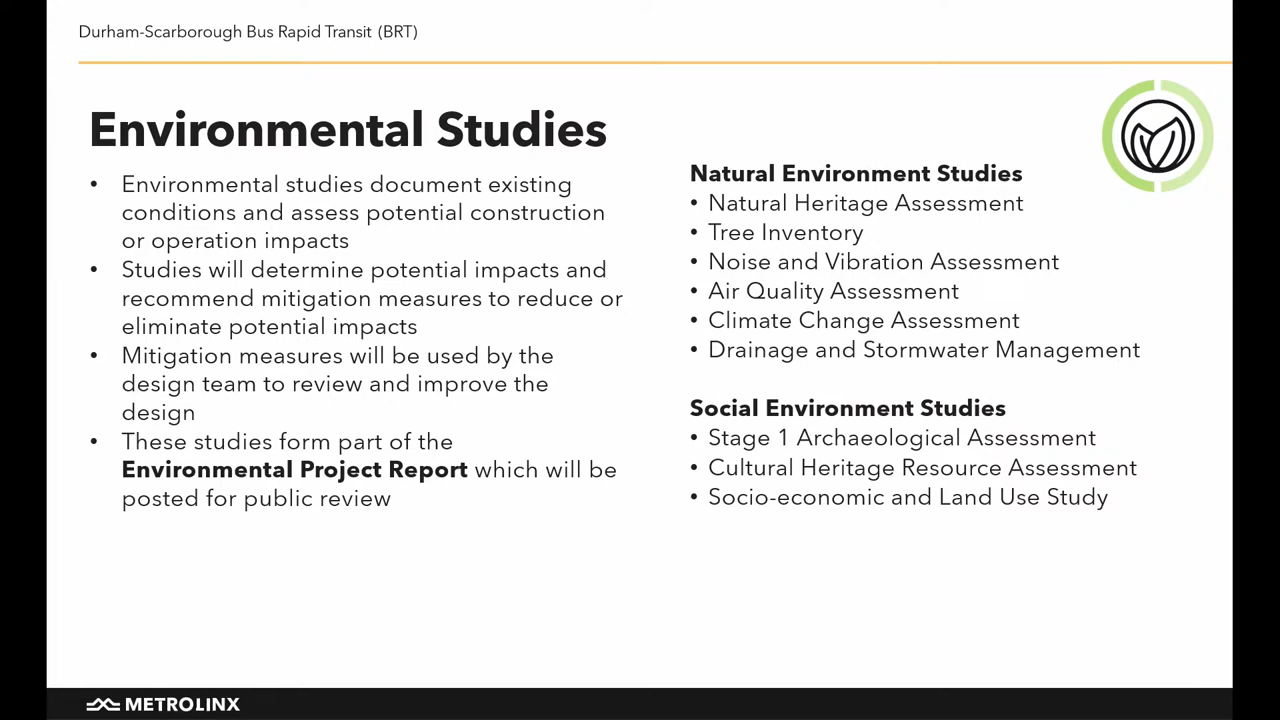 Durham-Scarborough Bus Rapid Transit (BRT)
Environmental Studies
• Environmental studies document existing
conditions and assess potential construction
or operation impacts
• Studies will determine potential impacts and
recommend mitigation measures to reduce or
eliminate potential impacts
• Mitigation measures will be used by the
design team to review and improve the
design
• These studies form part of the
Environmental Project Report which will be
posted for public review
Natural Environment Studies
• Natural Heritage Assessment
• Tree Inventory
• Noise and Vibration Assessment
• Air Quality Assessment
• Climate Change Assessment
• Drainage and Stormwater Management
Social Environment Studies
• Stage 1 Archaeological Assessment
• Cultural Heritage Resource Assessment
• Socio-economic and Land Use Study
METROLINX